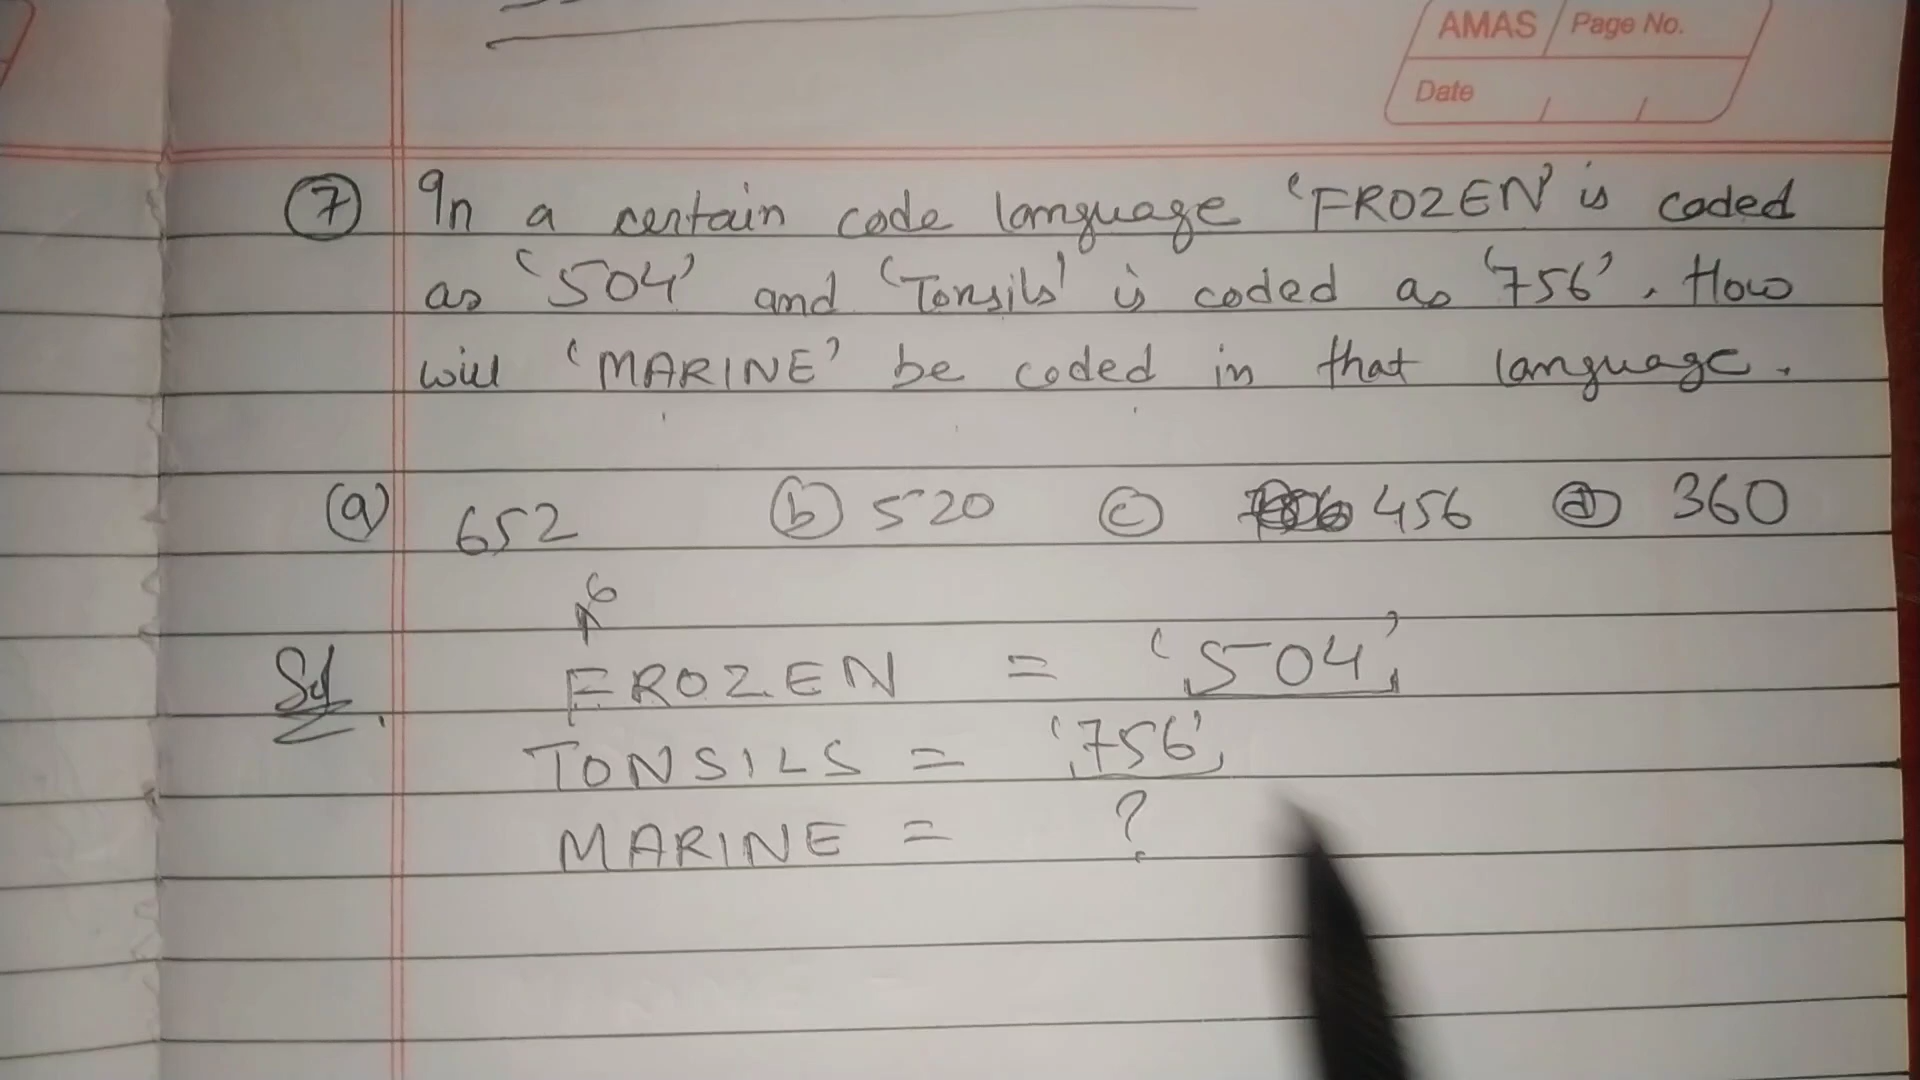 AMAS Page No.
Date
7 In a certain code language 'FROZEN' is coded
as '504' and 'Tonsils' is coded as '756'. How
will 'MARINE' be coded in that language.
(a) 652 (b) 520 (c) 456 (d) 360
6
Sol. FROZEN = '504'
TONSILS = '756'
MARINE = ?